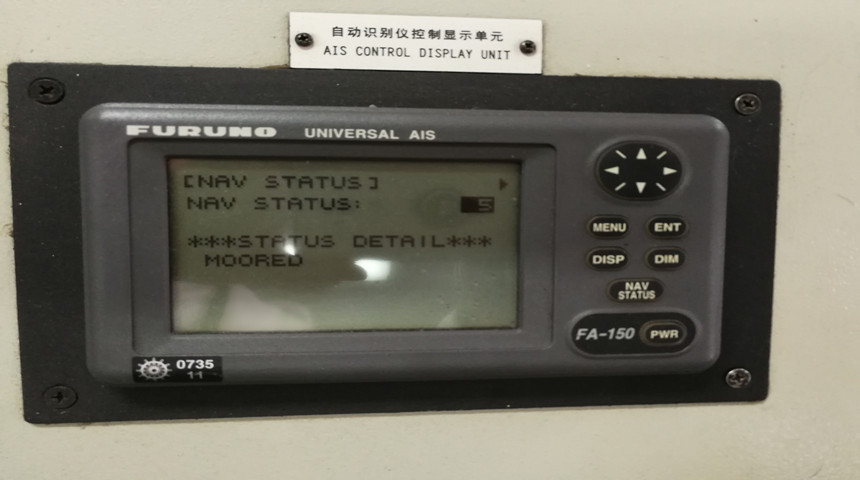 自动识别仪控制显示单元
AIS CONTROL DISPLAY UNIT
FURUNO UNIVERSAL AIS
[NAV STATUS]
NAV STATUS: 5
***STATUS DETAIL***
MOORED
MENU ENT
DISP DIM
NAV
STATUS
FA-150 PWR
0735
11